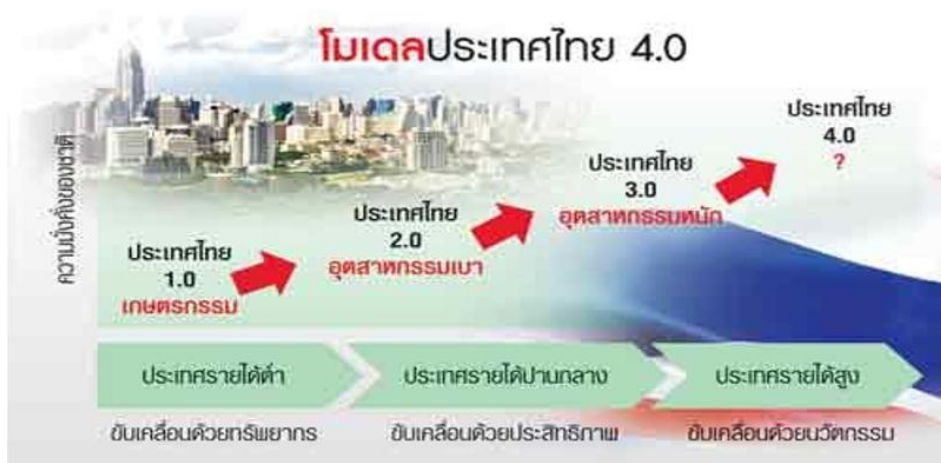 โมเดลประเทศไทย 4.0
ความมั่งคั่งของชาติ
ประเทศไทย
1.0
เกษตรกรรม
ประเทศไทย
2.0
อุตสาหกรรมเบา
ประเทศไทย
3.0
อุตสาหกรรมหนัก
ประเทศไทย
4.0
?
ประเทศรายได้ต่ำ
ประเทศรายได้ปานกลาง
ประเทศรายได้สูง
ขับเคลื่อนด้วยทรัพยากร
ขับเคลื่อนด้วยประสิทธิภาพ
ขับเคลื่อนด้วยนวัตกรรม